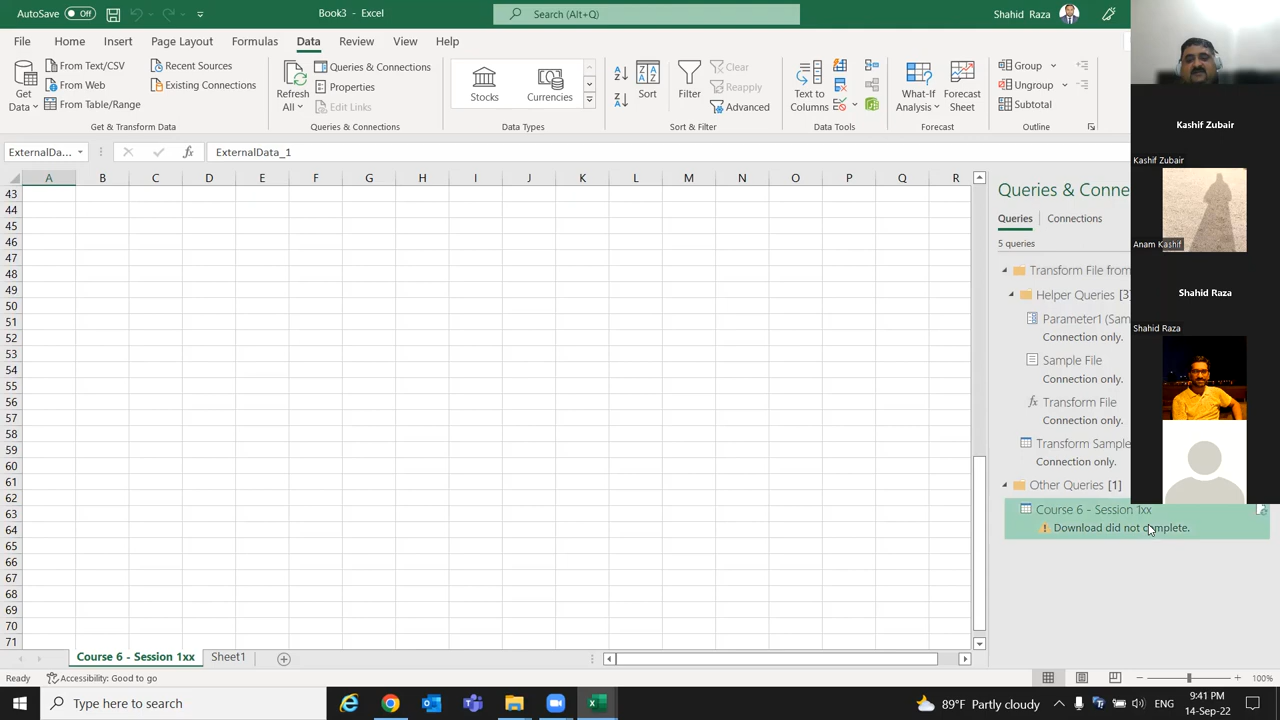 AutoSave Off Book3 - Excel Search (Alt+Q) Shahid Raza
File Home Insert Page Layout Formulas Data Review View Help
Get Data
From Text/CSV
From Web
From Table/Range
Recent Sources
Existing Connections
Get & Transform Data
Refresh All
Queries & Connections
Properties
Edit Links
Queries & Connections
Stocks Currencies
Data Types
Sort
Filter
Clear
Reapply
Advanced
Sort & Filter
Text to Columns
Data Tools
What-If Analysis
Forecast Sheet
Forecast
Group
Ungroup
Subtotal
Outline
ExternalDa... fx ExternalData_1
A B C D E F G H I J K L M N O P Q R
43
44
45
46
47
48
49
50
51
52
53
54
55
56
57
58
59
60
61
62
63
64
65
66
67
68
69
70
71
Queries & Conne
Queries Connections
5 queries
Transform File from
Helper Queries [3
Parameter1 (Sam
Connection only.
Sample File
Connection only.
fx Transform File
Connection only.
Transform Sample
Connection only.
Other Queries [1]
Course 6 - Session 1xx
Download did not complete.
Kashif Zubair
Kashif Zubair
Anam Kashif
Shahid Raza
Shahid Raza
Course 6 - Session 1xx Sheet1
Ready Accessibility: Good to go 100%
Type here to search 89°F Partly cloudy ENG 9:41 PM
14-Sep-22